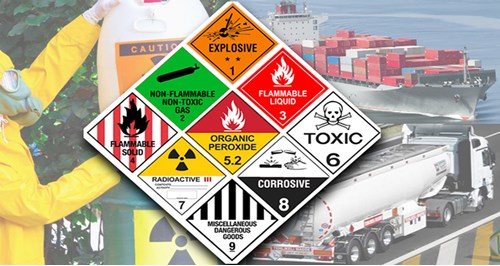 CAUTION
EXPLOSIVE
* *
1
NON-FLAMMABLE
NON-TOXIC
GAS
2
FLAMMABLE
LIQUID
3
FLAMMABLE
SOLID
4
ORGANIC
PEROXIDE
5.2
TOXIC
6
RADIOACTIVE III
7
CORROSIVE
8
MISCELLANEOUS
DANGEROUS
GOODS
9